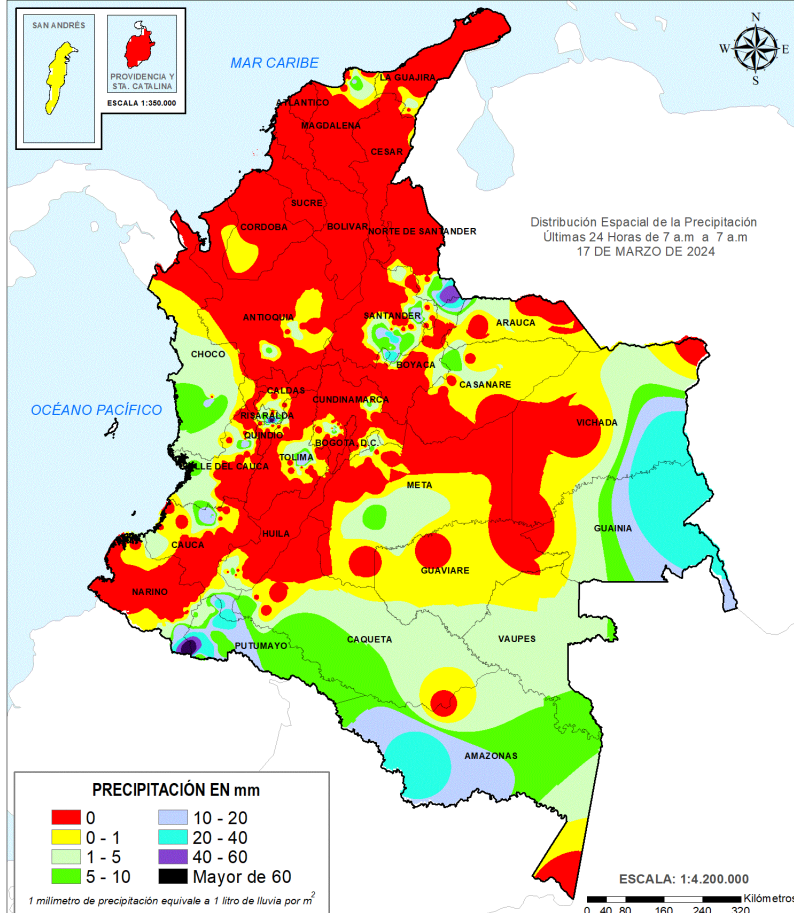 SAN ANDRÉS
PROVIDENCIA Y
STA. CATALINA
ESCALA 1:350.000
MAR CARIBE
N
W
E
S
LA GUAJIRA
ATLANTICO
MAGDALENA
CESAR
SUCRE
CORDOBA
BOLIVAR
NORTE DE SANTANDER
Distribución Espacial de la Precipitación
Últimas 24 Horas de 7 a.m a 7 a.m
17 DE MARZO DE 2024
ANTIOQUIA
SANTANDER
ARAUCA
CHOCO
BOYACA
CASANARE
OCÉANO PACÍFICO
CALDAS
CUNDINAMARCA
RISARALDA
VICHADA
QUINDIO
BOGOTA D.C.
TOLIMA
VALLE DEL CAUCA
META
GUAINIA
CAUCA
HUILA
GUAVIARE
NARIÑO
PUTUMAYO
CAQUETA
VAUPES
AMAZONAS
PRECIPITACIÓN EN mm
0
0 - 1
1 - 5
5 - 10
10 - 20
20 - 40
40 - 60
Mayor de 60
1 milímetro de precipitación equivale a 1 litro de lluvia por m²
ESCALA: 1:4.200.000
Kilómetros
0 40 80 160 240 320